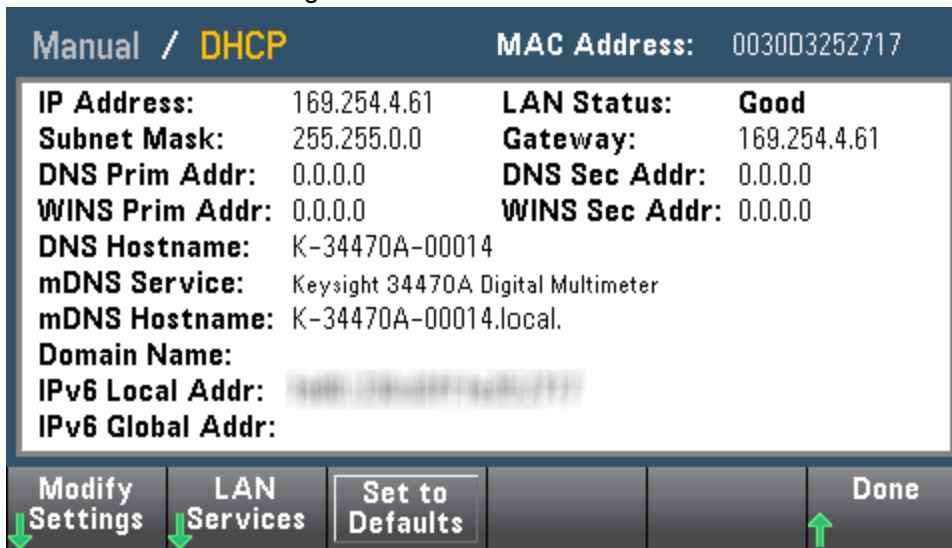 Manual / DHCP MAC Address: 0030D3252717
IP Address: 169.254.4.61 LAN Status: Good
Subnet Mask: 255.255.0.0 Gateway: 169.254.4.61
DNS Prim Addr: 0.0.0.0 DNS Sec Addr: 0.0.0.0
WINS Prim Addr: 0.0.0.0 WINS Sec Addr: 0.0.0.0
DNS Hostname: K-34470A-00014
mDNS Service: Keysight 34470A Digital Multimeter
mDNS Hostname: K-34470A-00014.local.
Domain Name:
IPv6 Local Addr:
IPv6 Global Addr:
Modify LAN Set to Done
Settings Services Defaults